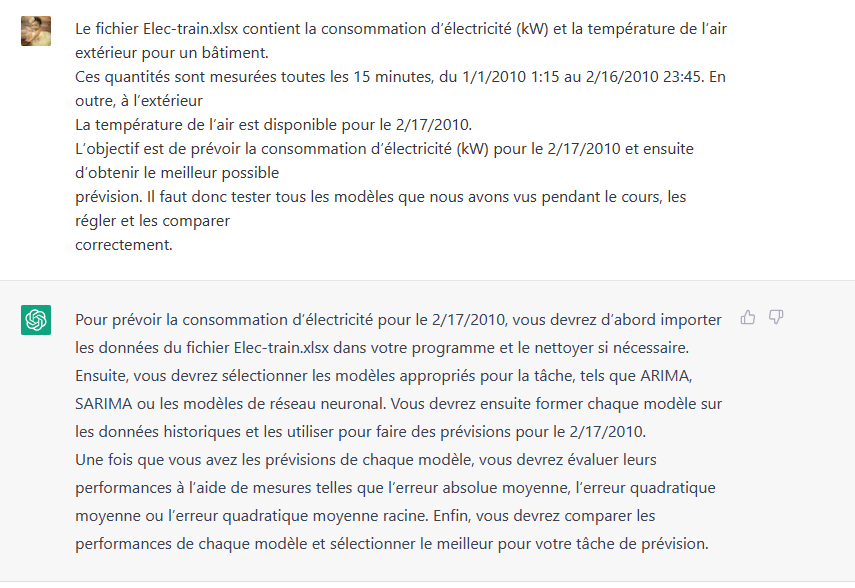 Le fichier Elec-train.xlsx contient la consommation d'électricité (kW) et la température de l'air
extérieur pour un bâtiment.
Ces quantités sont mesurées toutes les 15 minutes, du 1/1/2010 1:15 au 2/16/2010 23:45. En
outre, à l'extérieur
La température de l'air est disponible pour le 2/17/2010.
L'objectif est de prévoir la consommation d'électricité (kW) pour le 2/17/2010 et ensuite
d'obtenir le meilleur possible
prévision. Il faut donc tester tous les modèles que nous avons vus pendant le cours, les
régler et les comparer
correctement.
Pour prévoir la consommation d'électricité pour le 2/17/2010, vous devrez d'abord importer
les données du fichier Elec-train.xlsx dans votre programme et le nettoyer si nécessaire.
Ensuite, vous devrez sélectionner les modèles appropriés pour la tâche, tels que ARIMA,
SARIMA ou les modèles de réseau neuronal. Vous devrez ensuite former chaque modèle sur
les données historiques et les utiliser pour faire des prévisions pour le 2/17/2010.
Une fois que vous avez les prévisions de chaque modèle, vous devrez évaluer leurs
performances à l'aide de mesures telles que l'erreur absolue moyenne, l'erreur quadratique
moyenne ou l'erreur quadratique moyenne racine. Enfin, vous devrez comparer les
performances de chaque modèle et sélectionner le meilleur pour votre tâche de prévision.